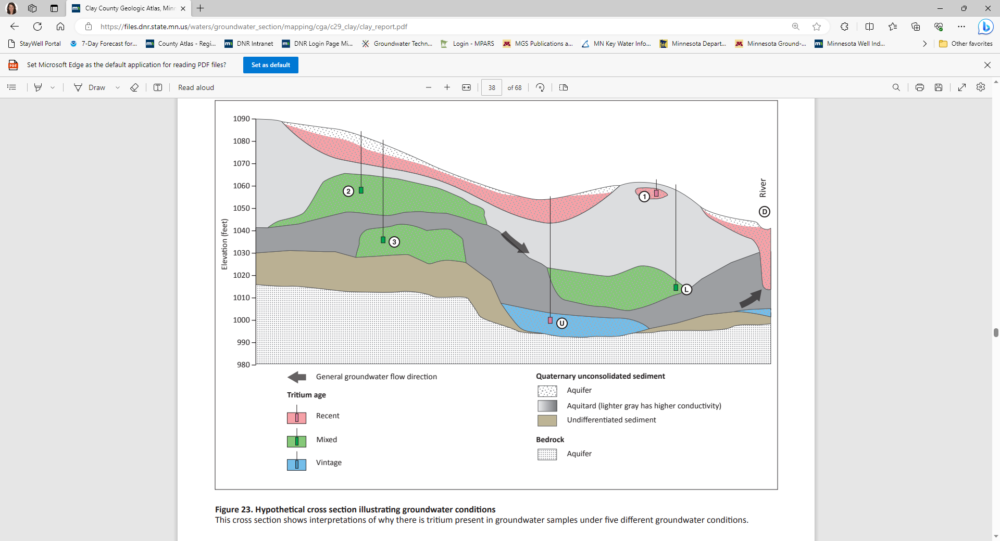 Clay County Geologic Atlas, Minn
https://files.dnr.state.mn.us/waters/groundwater_section/mapping/cga/c29_clay/clay_report.pdf
StayWell Portal
7-Day Forecast for...
County Atlas - Regi...
DNR Intranet
DNR Login Page Mi...
Groundwater Techn...
Login - MPARS
MGS Publications a...
MN Key Water Info...
Minnesota Depart...
Minnesota Ground-...
Minnesota Well Ind...
Other favorites
PDF
Set Microsoft Edge as the default application for reading PDF files?
Set as default
Draw
Read aloud
38
of 68
1090
1080
1070
1060
1050
1040
1030
1020
1010
1000
990
980
Elevation (feet)
2
3
1
River
D
L
U
General groundwater flow direction
Tritium age
Recent
Mixed
Vintage
Quaternary unconsolidated sediment
Aquifer
Aquitard (lighter gray has higher conductivity)
Undifferentiated sediment
Bedrock
Aquifer
Figure 23. Hypothetical cross section illustrating groundwater conditions
This cross section shows interpretations of why there is tritium present in groundwater samples under five different groundwater conditions.